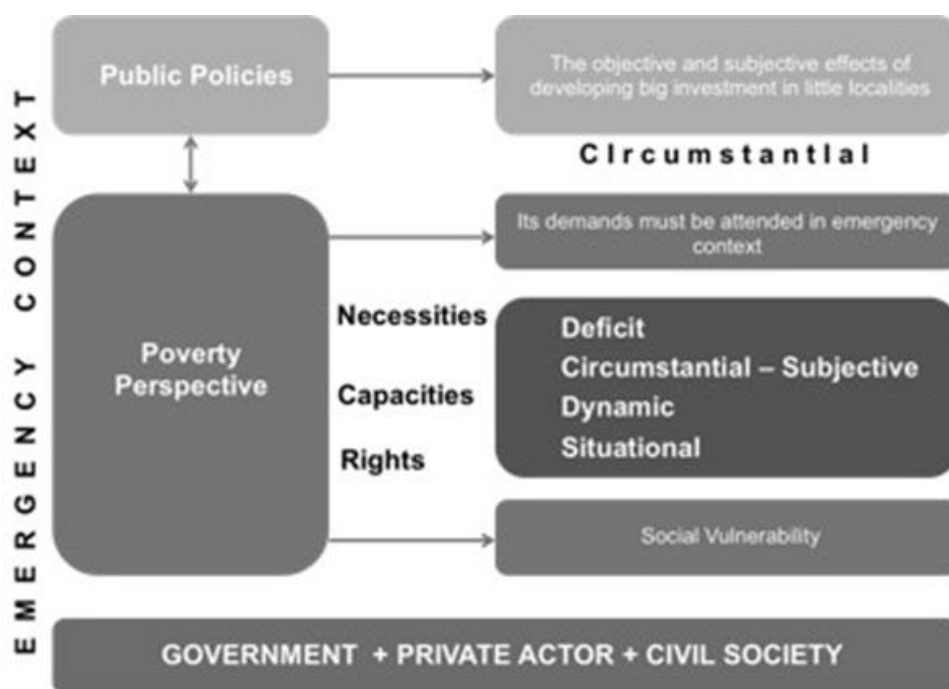 EMERGENCY CONTEXT
Public Policies
The objective and subjective effects of
developing big investment in little localities
Circumstantial
Its demands must be attended in emergency
context
Poverty
Perspective
Necessities
Capacities
Rights
Deficit
Circumstantial – Subjective
Dynamic
Situational
Social Vulnerability
GOVERNMENT + PRIVATE ACTOR + CIVIL SOCIETY